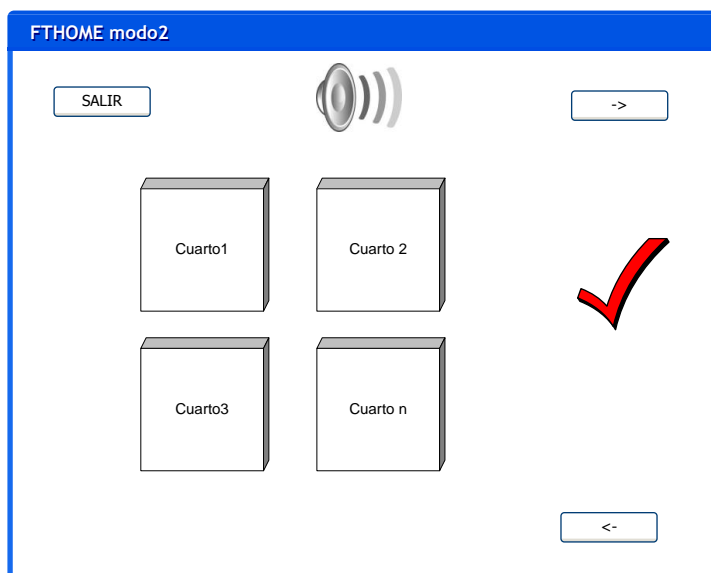 FTHOME modo2
SALIR
->
Cuarto1
Cuarto 2
Cuarto3
Cuarto n
<-